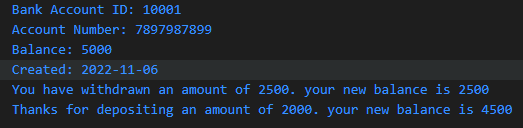 Bank Account ID: 10001
Account Number: 7897987899
Balance: 5000
Created: 2022-11-06
You have withdrawn an amount of 2500. your new balance is 2500
Thanks for depositing an amount of 2000. your new balance is 4500